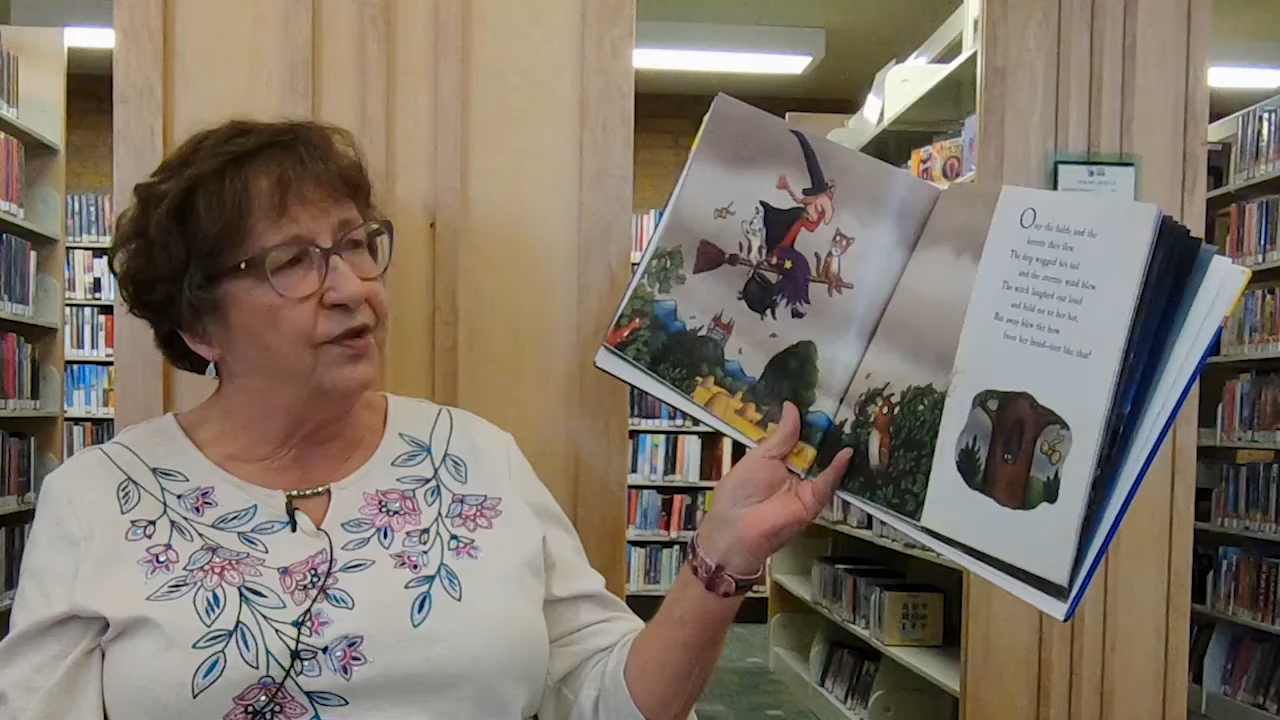 Over the fields and the
forests they flew.
The dog wagged his tail
and the stormy wind blew.
The witch laughed out loud
and held on to her hat,
But away blew the bow
from her braid—just like that!